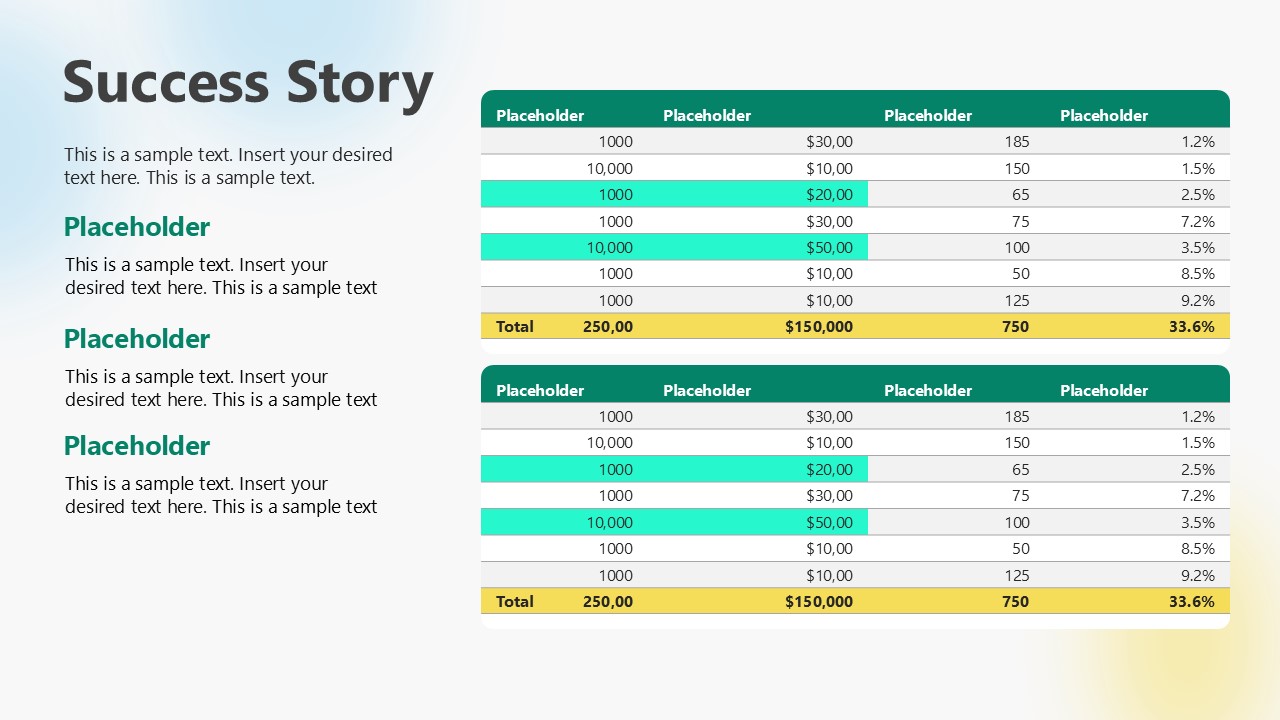 Success Story
This is a sample text. Insert your desired
text here. This is a sample text.
Placeholder
This is a sample text. Insert your
desired text here. This is a sample text
Placeholder
This is a sample text. Insert your
desired text here. This is a sample text
Placeholder
This is a sample text. Insert your
desired text here. This is a sample text
Placeholder Placeholder Placeholder Placeholder
1000 $30,00 185 1.2%
10,000 $10,00 150 1.5%
1000 $20,00 65 2.5%
1000 $30,00 75 7.2%
10,000 $50,00 100 3.5%
1000 $10,00 50 8.5%
1000 $10,00 125 9.2%
Total 250,00 $150,000 750 33.6%
Placeholder Placeholder Placeholder Placeholder
1000 $30,00 185 1.2%
10,000 $10,00 150 1.5%
1000 $20,00 65 2.5%
1000 $30,00 75 7.2%
10,000 $50,00 100 3.5%
1000 $10,00 50 8.5%
1000 $10,00 125 9.2%
Total 250,00 $150,000 750 33.6%